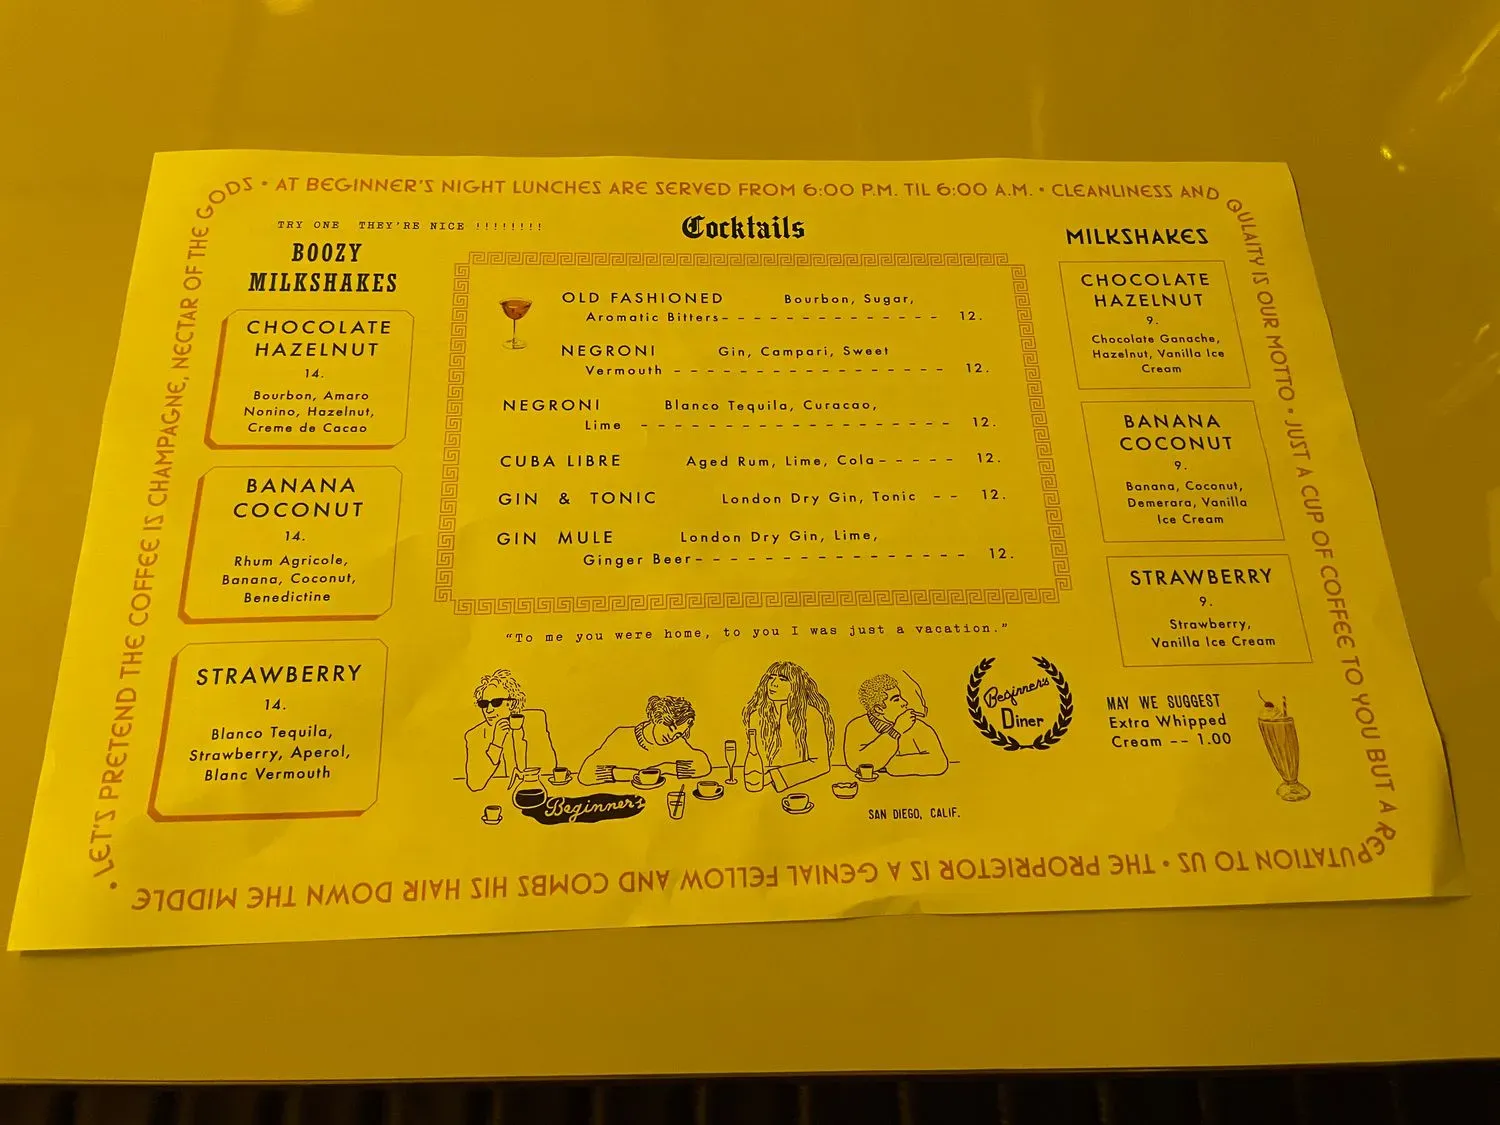 • AT BEGINNER'S NIGHT LUNCHES ARE SERVED FROM 6:00 P.M. TIL 6:00 A.M. • CLEANLINESS AND QULAITY IS OUR MOTTO • JUST A CUP OF COFFEE TO YOU BUT A REPUTATION TO US • THE PROPRIETOR IS A GENIAL FELLOW AND COMBS HIS HAIR DOWN THE MIDDLE • LET'S PRETEND THE COFFEE IS CHAMPAGNE, NECTAR OF THE GODS
TRY ONE THEY'RE NICE !!!!!!!!
BOOZY
MILKSHAKES
CHOCOLATE
HAZELNUT
14.
Bourbon, Amaro
Nonino, Hazelnut,
Creme de Cacao
BANANA
COCONUT
14.
Rhum Agricole,
Banana, Coconut,
Benedictine
STRAWBERRY
14.
Blanco Tequila,
Strawberry, Aperol,
Blanc Vermouth
Cocktails
OLD FASHIONED Bourbon, Sugar,
Aromatic Bitters- - - - - - - - - - - - - - 12.
NEGRONI Gin, Campari, Sweet
Vermouth - - - - - - - - - - - - - - - - 12.
NEGRONI Blanco Tequila, Curacao,
Lime - - - - - - - - - - - - - - - - - - 12.
CUBA LIBRE Aged Rum, Lime, Cola- - - - - 12.
GIN & TONIC London Dry Gin, Tonic - - 12.
GIN MULE London Dry Gin, Lime,
Ginger Beer- - - - - - - - - - - - - - - - 12.
"To me you were home, to you I was just a vacation."
Beginner's
SAN DIEGO, CALIF.
Beginner's
Diner
MILKSHAKES
CHOCOLATE
HAZELNUT
9.
Chocolate Ganache,
Hazelnut, Vanilla Ice
Cream
BANANA
COCONUT
9.
Banana, Coconut,
Demerara, Vanilla
Ice Cream
STRAWBERRY
9.
Strawberry,
Vanilla Ice Cream
MAY WE SUGGEST
Extra Whipped
Cream -- 1.00